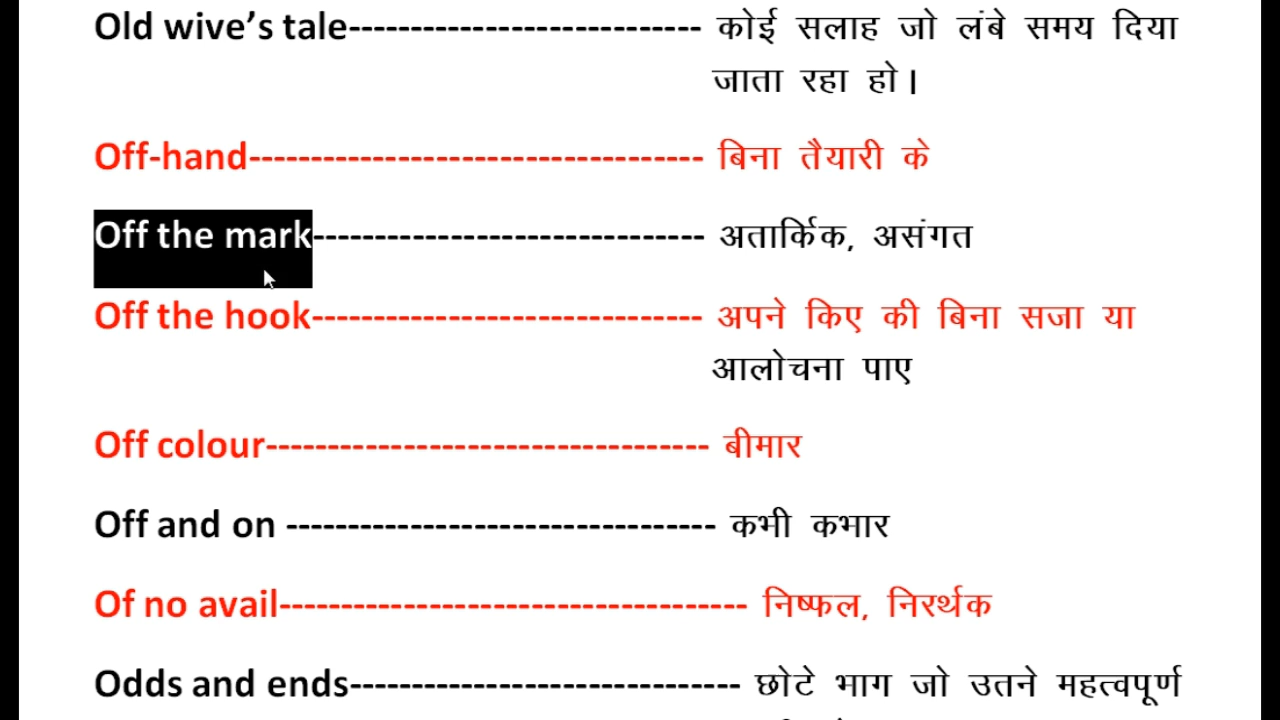 Old wive’s tale---------------------------- कोई सलाह जो लंबे समय दिया
जाता रहा हो।
Off-hand------------------------------------ बिना तैयारी के
Off the mark------------------------------- अतार्किक, असंगत
Off the hook------------------------------- अपने किए की बिना सजा या
आलोचना पाए
Off colour----------------------------------- बीमार
Off and on ---------------------------------- कभी कभार
Of no avail------------------------------------- निष्फल, निरर्थक
Odds and ends------------------------------- छोटे भाग जो उतने महत्वपूर्ण